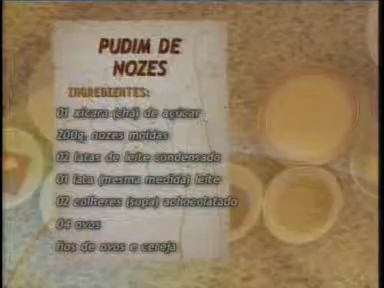 PUDIM DE
NOZES
INGREDIENTES:
01 xícara (chá) de açúcar
200g. nozes moídas
02 latas de leite condensado
01 lata (mesma medida) leite
02 colheres (sopa) achocolatado
04 ovos
fios de ovos e cereja